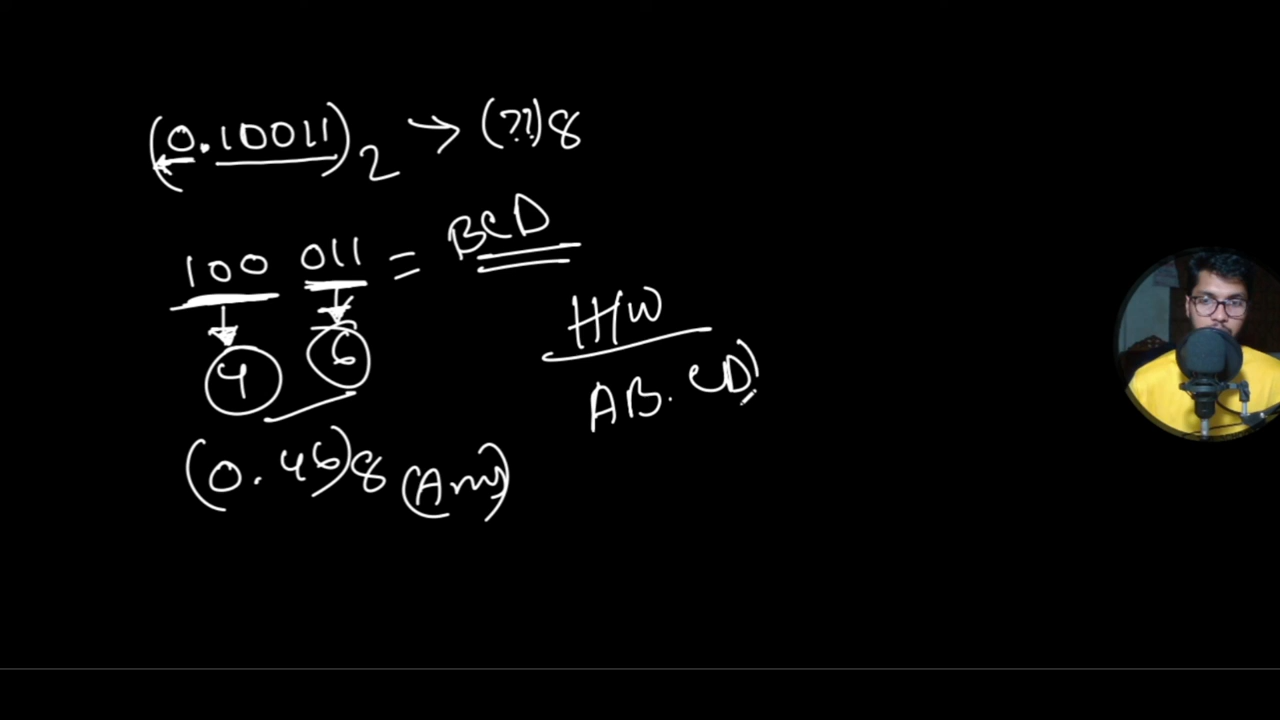 (0.10011)2 → (??)8
100 011 = BCD
4 6
H/W
AB.CD)
(0.46)8 (Ans)